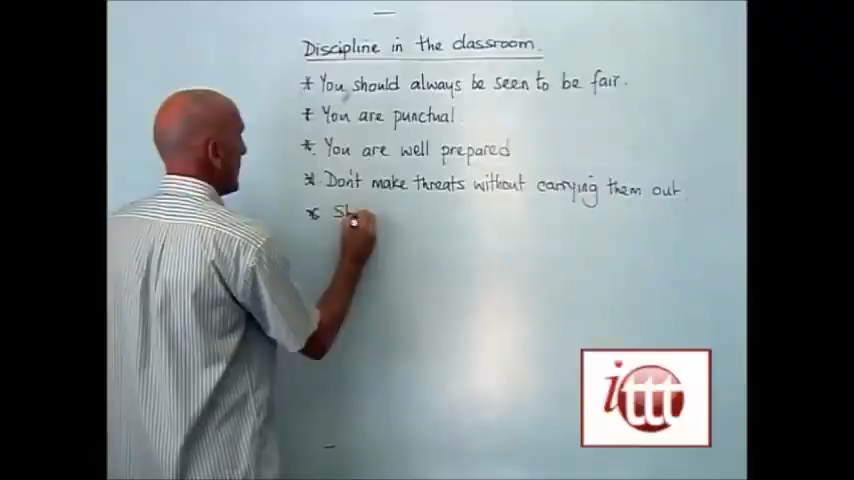 Discipline in the classroom.
* You should always be seen to be fair.
* You are punctual.
* You are well prepared
* Don't make threats without carrying them out.
* Sh
ittt